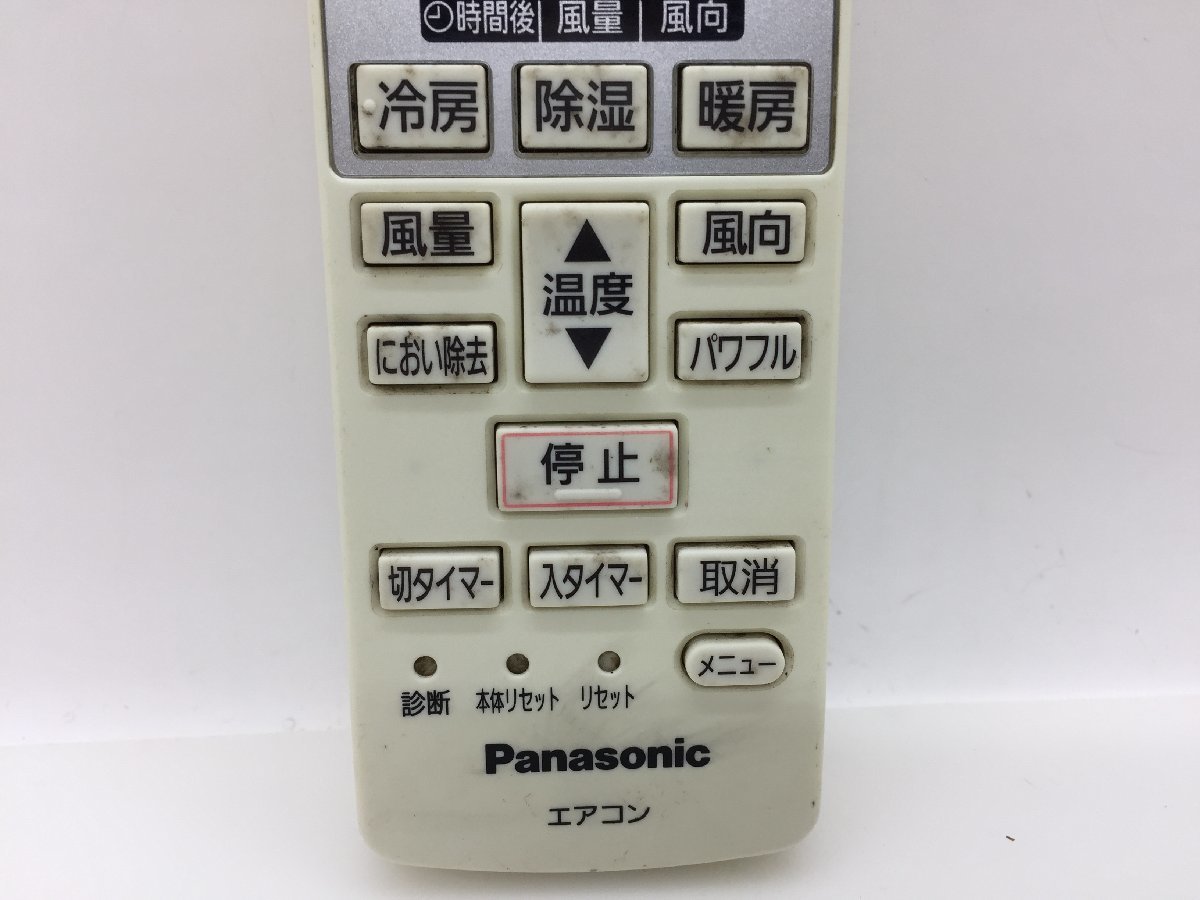 時間後 風量 風向
冷房 除湿 暖房
風量 ▲ 風向
温度
におい除去 ▼ パワフル
停止
切タイマー 入タイマー 取消
メニュー
診断 本体リセット リセット
Panasonic
エアコン